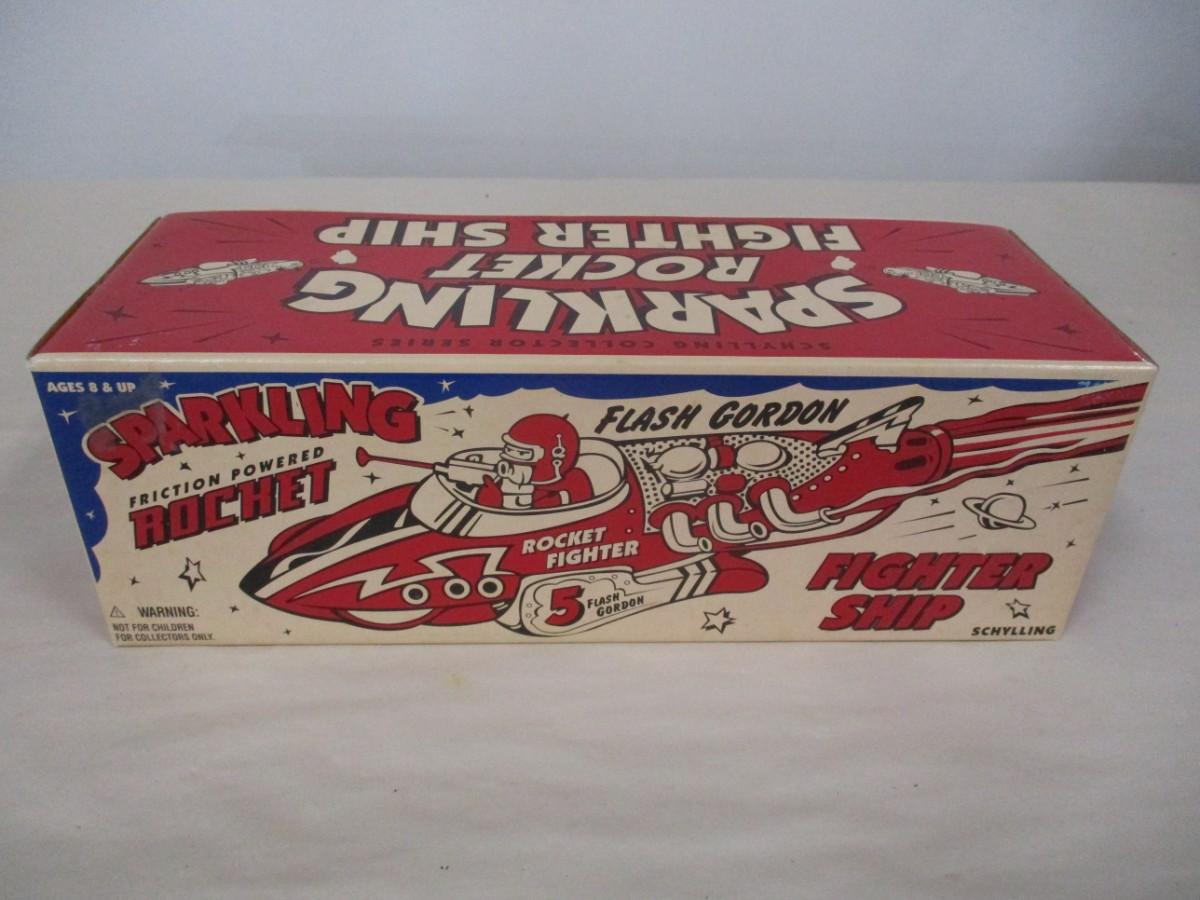 SPARKLING
ROCKET
FIGHTER SHIP
SCHYLLING COLLECTOR SERIES
AGES 8 & UP
SPARKLING
FRICTION POWERED
ROCKET
FLASH GORDON
ROCKET
FIGHTER
5 FLASH
GORDON
FIGHTER
SHIP
SCHYLLING
WARNING:
NOT FOR CHILDREN
FOR COLLECTORS ONLY.